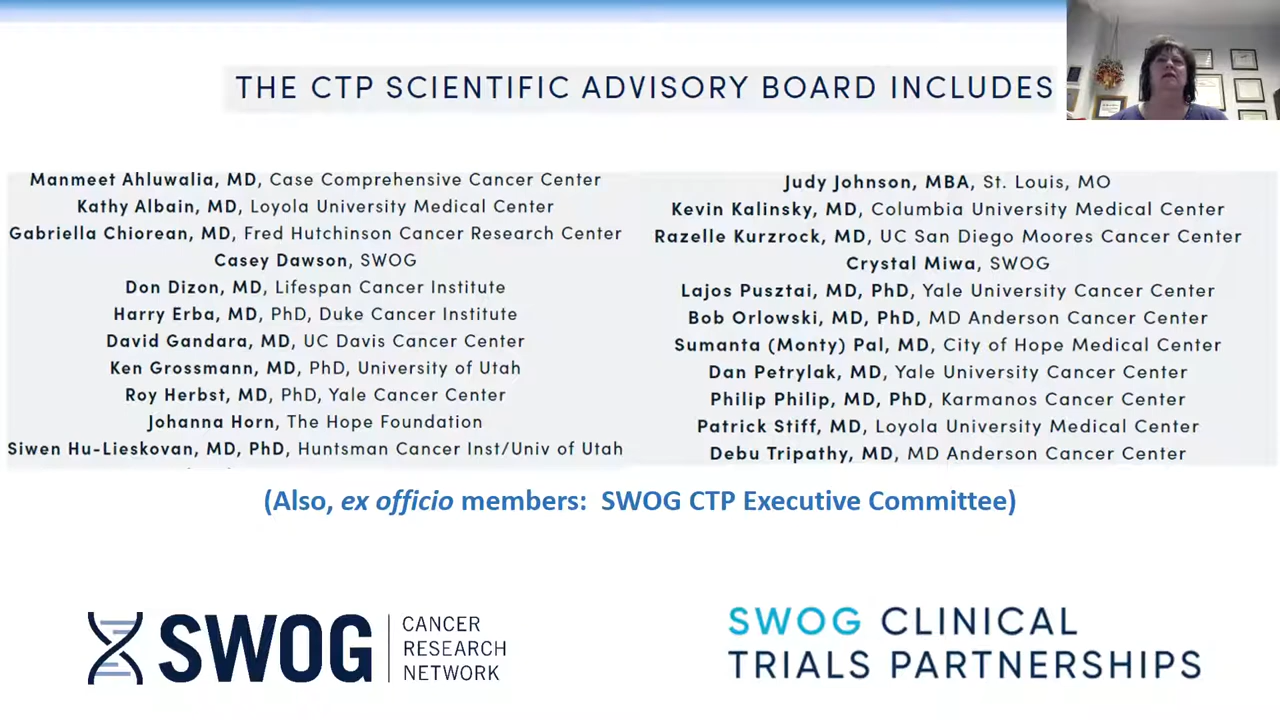 THE CTP SCIENTIFIC ADVISORY BOARD INCLUDES
Manmeet Ahluwalia, MD, Case Comprehensive Cancer Center
Kathy Albain, MD, Loyola University Medical Center
Gabriella Chiorean, MD, Fred Hutchinson Cancer Research Center
Casey Dawson, SWOG
Don Dizon, MD, Lifespan Cancer Institute
Harry Erba, MD, PhD, Duke Cancer Institute
David Gandara, MD, UC Davis Cancer Center
Ken Grossmann, MD, PhD, University of Utah
Roy Herbst, MD, PhD, Yale Cancer Center
Johanna Horn, The Hope Foundation
Siwen Hu-Lieskovan, MD, PhD, Huntsman Cancer Inst/Univ of Utah
Judy Johnson, MBA, St. Louis, MO
Kevin Kalinsky, MD, Columbia University Medical Center
Razelle Kurzrock, MD, UC San Diego Moores Cancer Center
Crystal Miwa, SWOG
Lajos Pusztai, MD, PhD, Yale University Cancer Center
Bob Orlowski, MD, PhD, MD Anderson Cancer Center
Sumanta (Monty) Pal, MD, City of Hope Medical Center
Dan Petrylak, MD, Yale University Cancer Center
Philip Philip, MD, PhD, Karmanos Cancer Center
Patrick Stiff, MD, Loyola University Medical Center
Debu Tripathy, MD, MD Anderson Cancer Center
(Also, ex officio members: SWOG CTP Executive Committee)
SWOG
CANCER
RESEARCH
NETWORK
SWOG CLINICAL
TRIALS PARTNERSHIPS